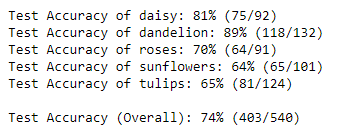 Test Accuracy of daisy: 81% (75/92)
Test Accuracy of dandelion: 89% (118/132)
Test Accuracy of roses: 70% (64/91)
Test Accuracy of sunflowers: 64% (65/101)
Test Accuracy of tulips: 65% (81/124)
Test Accuracy (Overall): 74% (403/540)